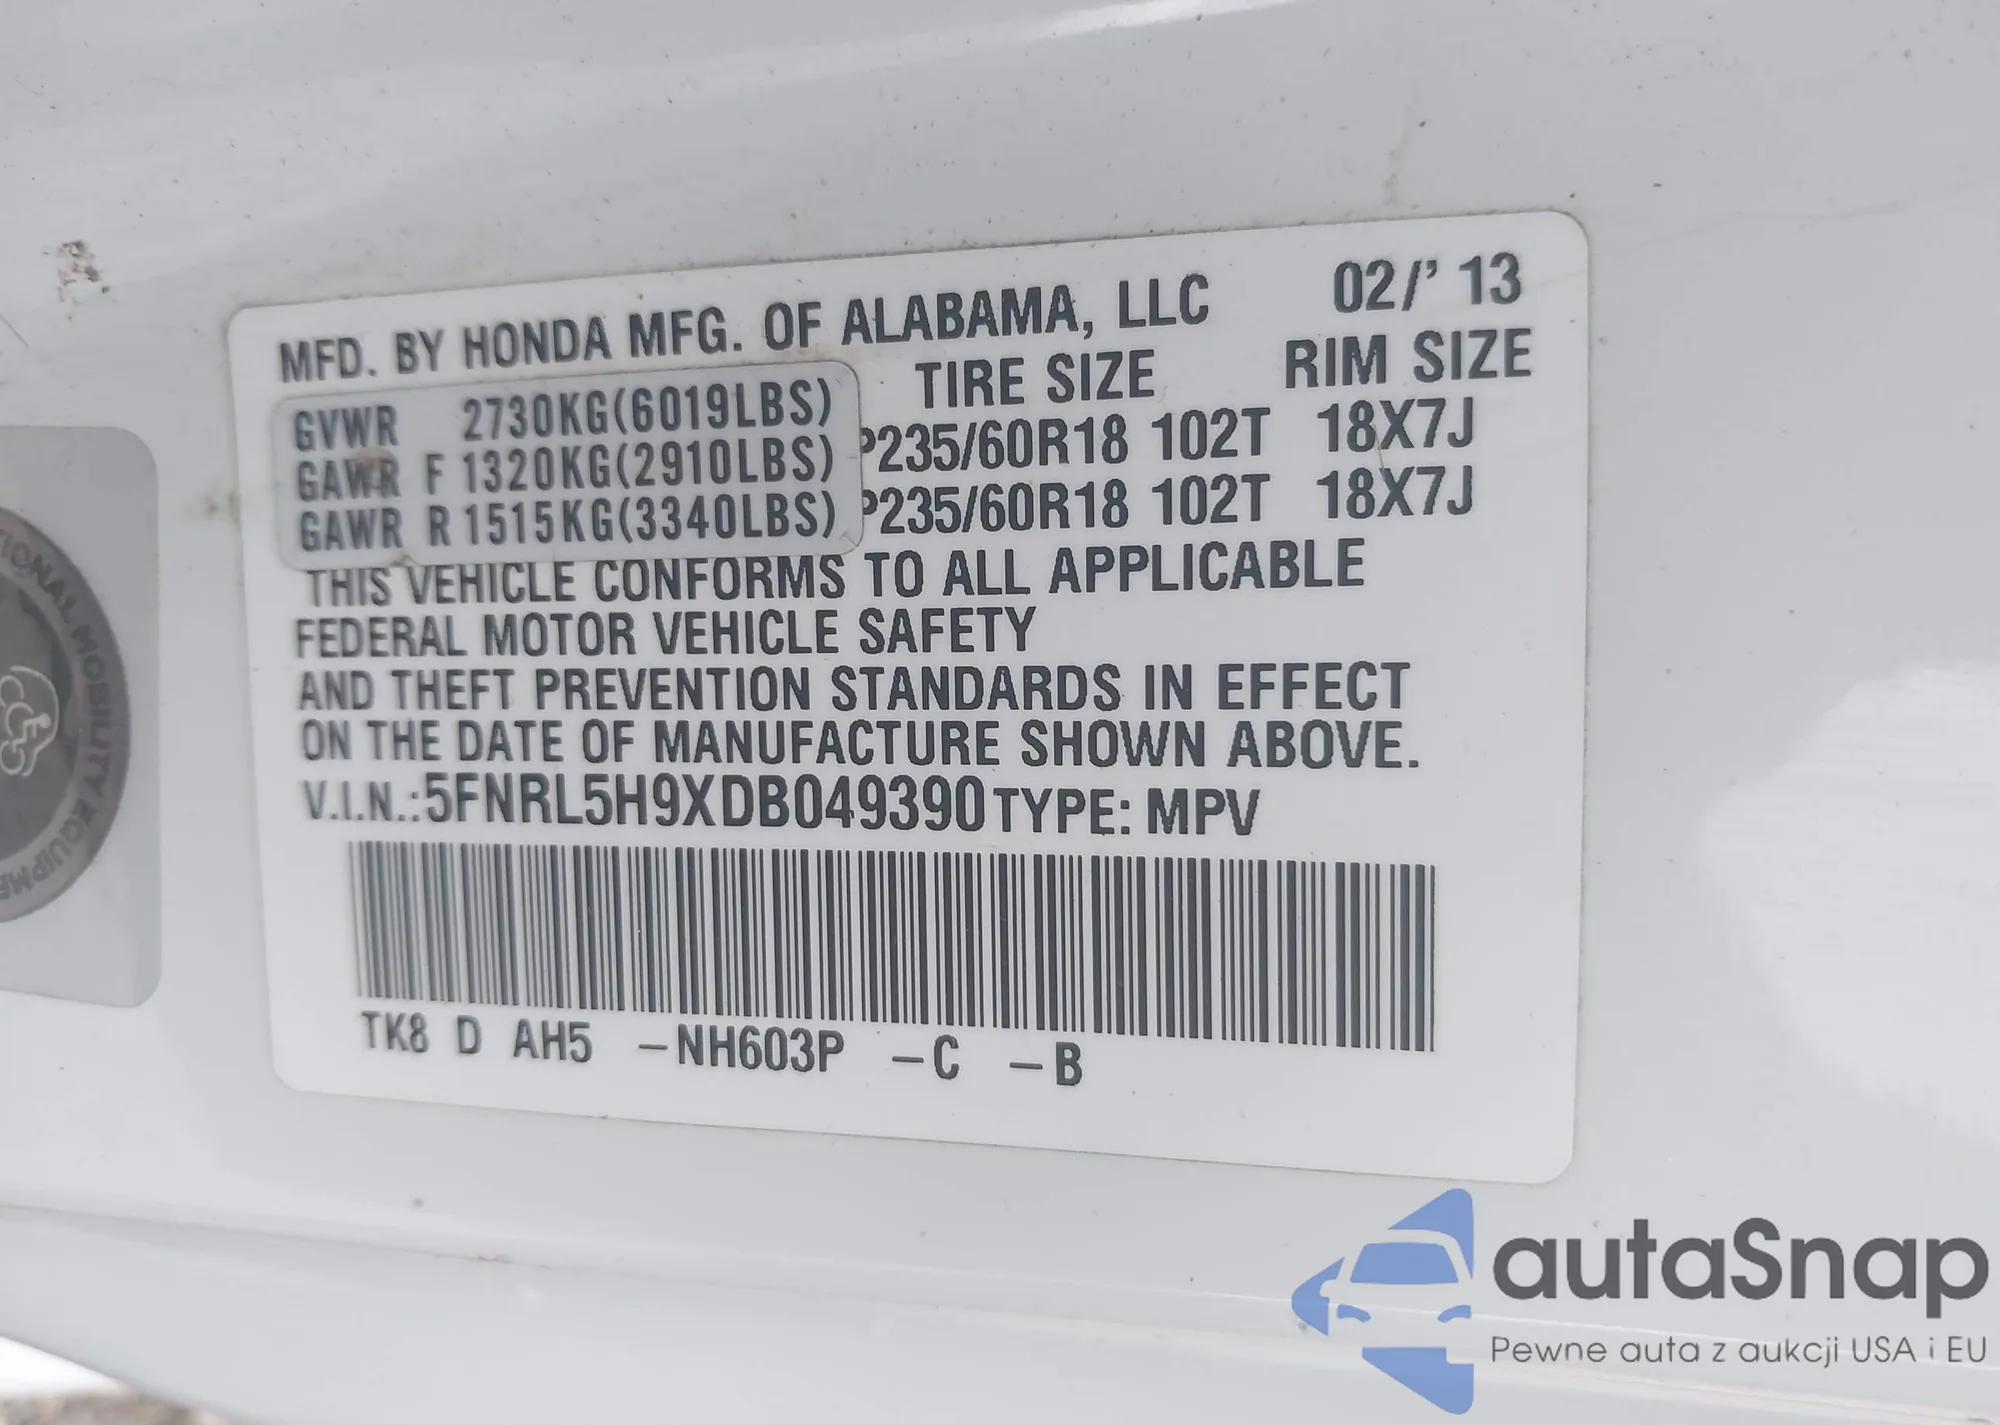 MFD. BY HONDA MFG. OF ALABAMA, LLC 02/' 13
TIRE SIZE RIM SIZE
GVWR 2730KG(6019LBS)
GAWR F 1320KG(2910LBS) P235/60R18 102T 18X7J
GAWR R 1515KG(3340LBS) P235/60R18 102T 18X7J
THIS VEHICLE CONFORMS TO ALL APPLICABLE
FEDERAL MOTOR VEHICLE SAFETY
AND THEFT PREVENTION STANDARDS IN EFFECT
ON THE DATE OF MANUFACTURE SHOWN ABOVE.
V.I.N.:5FNRL5H9XDB049390 TYPE: MPV
TK8 D AH5 -NH603P -C -B
MOBILITY
autaSnap
Pewne auta z aukcji USA i EU